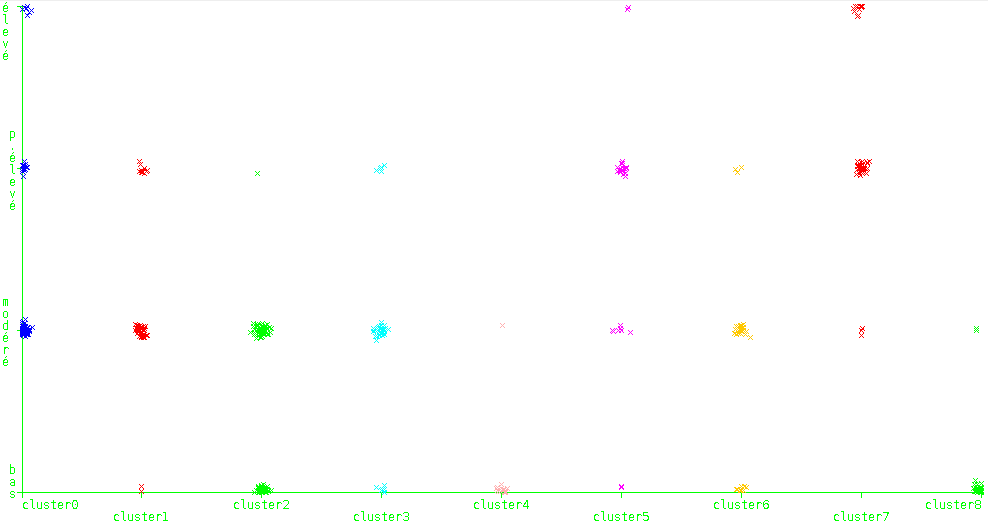 élevé
p.élevé
modéré
bas
cluster0 cluster2 cluster4 cluster6 cluster8
cluster1 cluster3 cluster5 cluster7